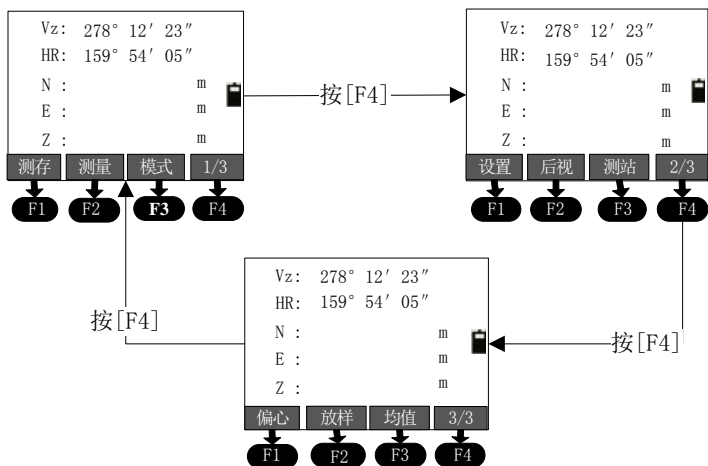 Vz: 278° 12′ 23″
HR: 159° 54′ 05″
N : m
E : m
Z : m
测存 测量 模式 1/3
F1 F2 F3 F4
按[F4]
Vz: 278° 12′ 23″
HR: 159° 54′ 05″
N : m
E : m
Z : m
设置 后视 测站 2/3
F1 F2 F3 F4
按[F4]
Vz: 278° 12′ 23″
HR: 159° 54′ 05″
N : m
E : m
Z : m
偏心 放样 均值 3/3
F1 F2 F3 F4
按[F4]